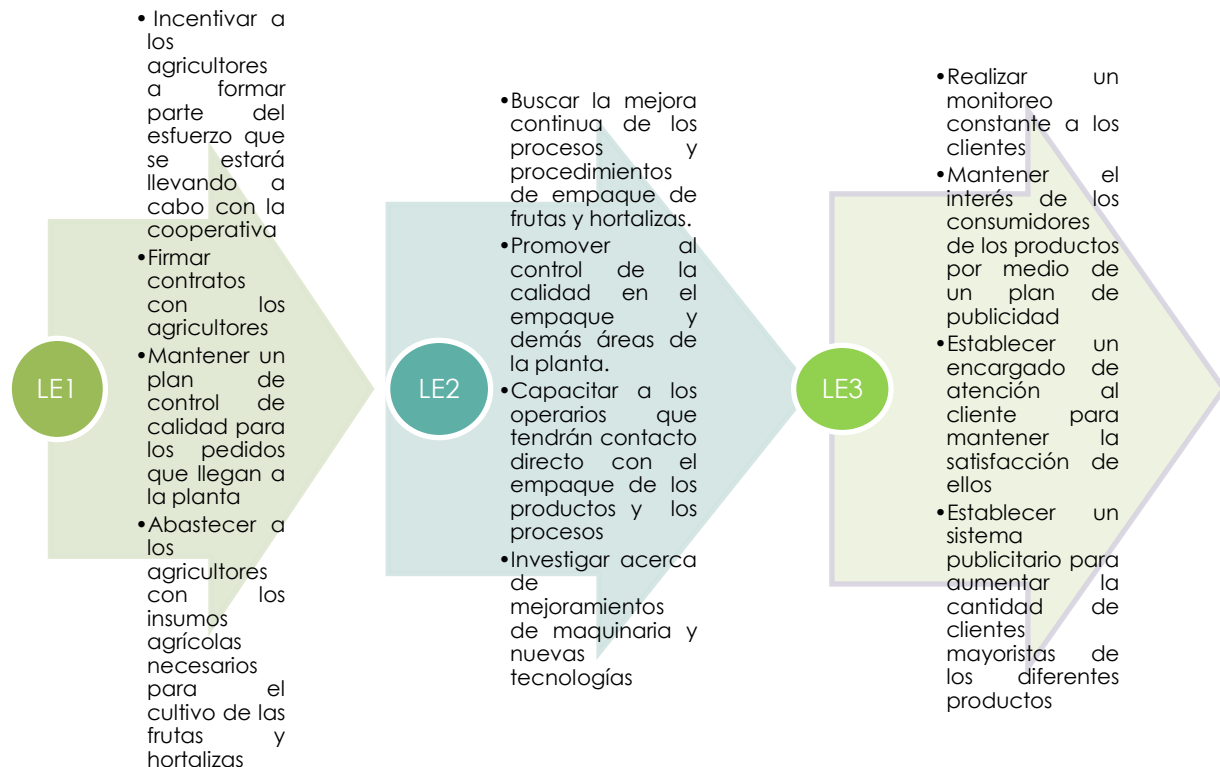 LE1
• Incentivar a
los
agricultores
a formar
parte del
esfuerzo que
se estará
llevando a
cabo con la
cooperativa
•Firmar
contratos
con los
agricultores
•Mantener un
plan de
control de
calidad para
los pedidos
que llegan a
la planta
•Abastecer a
los
agricultores
con los
insumos
agrícolas
necesarios
para el
cultivo de las
frutas y
hortalizas
LE2
•Buscar la mejora
continua de los
procesos y
procedimientos
de empaque de
frutas y hortalizas.
•Promover al
control de la
calidad en el
empaque y
demás áreas de
la planta.
•Capacitar a los
operarios que
tendrán contacto
directo con el
empaque de los
productos y los
procesos
•Investigar acerca
de
mejoramientos
de maquinaria y
nuevas
tecnologías
LE3
•Realizar un
monitoreo
constante a los
clientes
•Mantener el
interés de los
consumidores
de los productos
por medio de
un plan de
publicidad
•Establecer un
encargado de
atención al
cliente para
mantener la
satisfacción de
ellos
•Establecer un
sistema
publicitario para
aumentar la
cantidad de
clientes
mayoristas de
los diferentes
productos